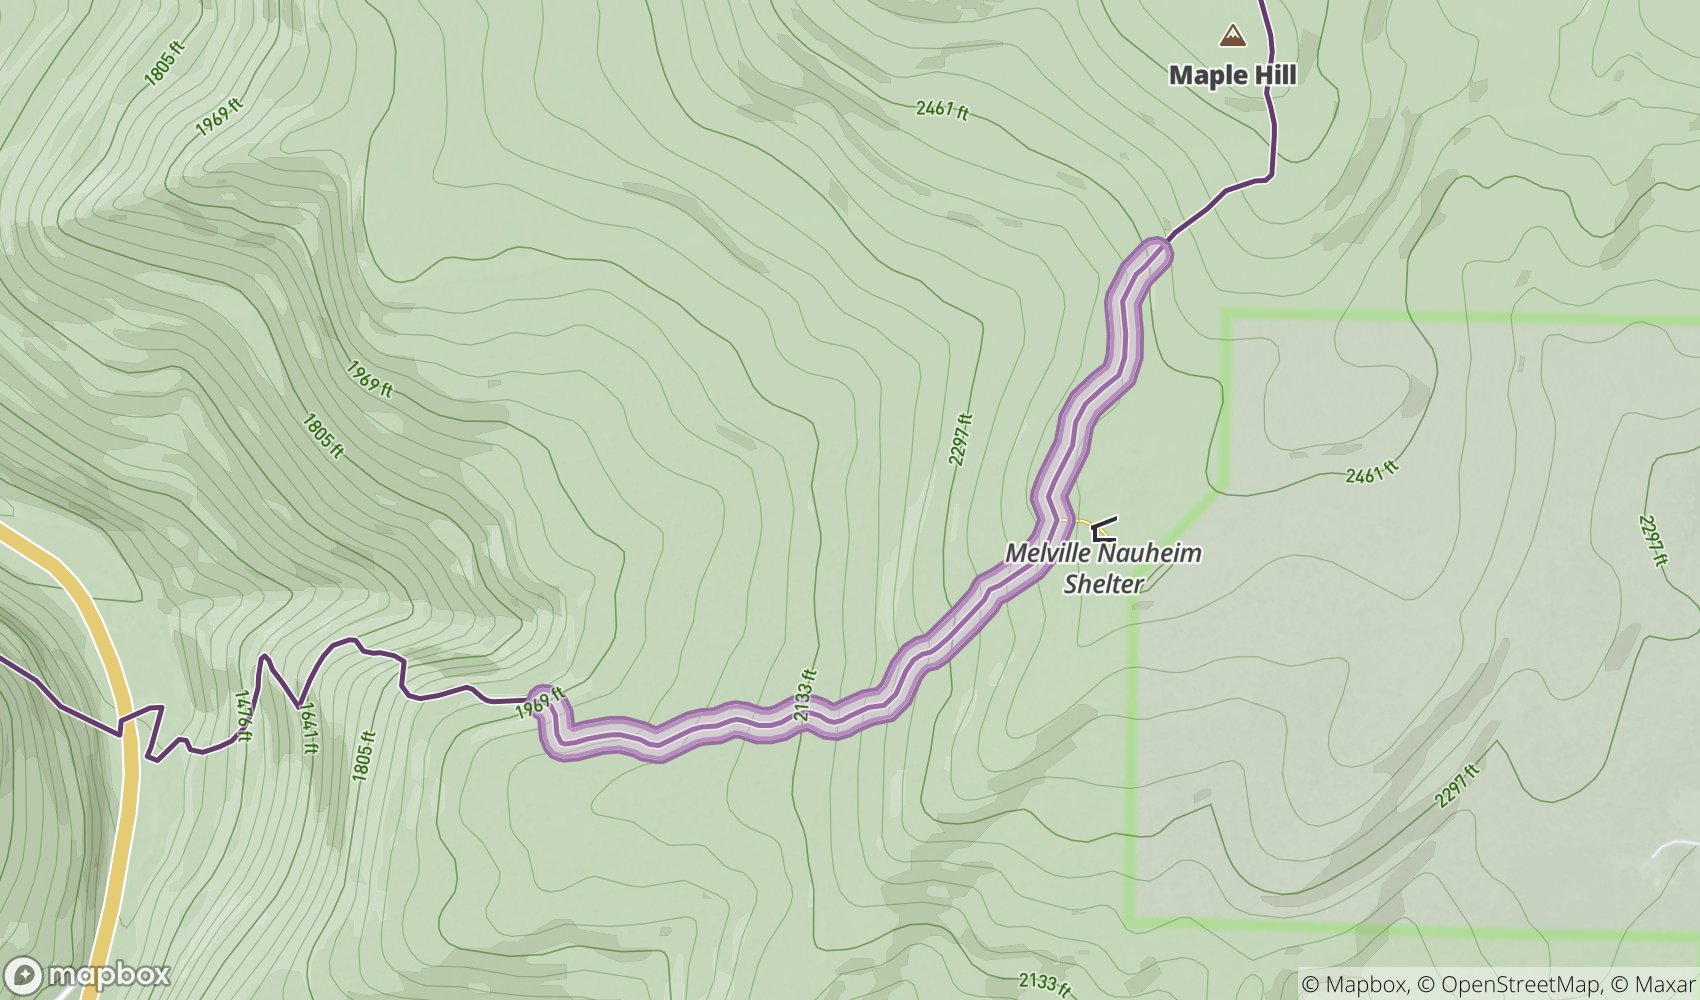 1805 ft
1969 ft
2461 ft
Maple Hill
1969 ft
1805 ft
2297 ft
2461 ft
2297 ft
Melville Nauheim
Shelter
1969 ft
2133 ft
1476 ft
1641 ft
1805 ft
2297 ft
2133 ft
mapbox
© Mapbox, © OpenStreetMap, © Maxar